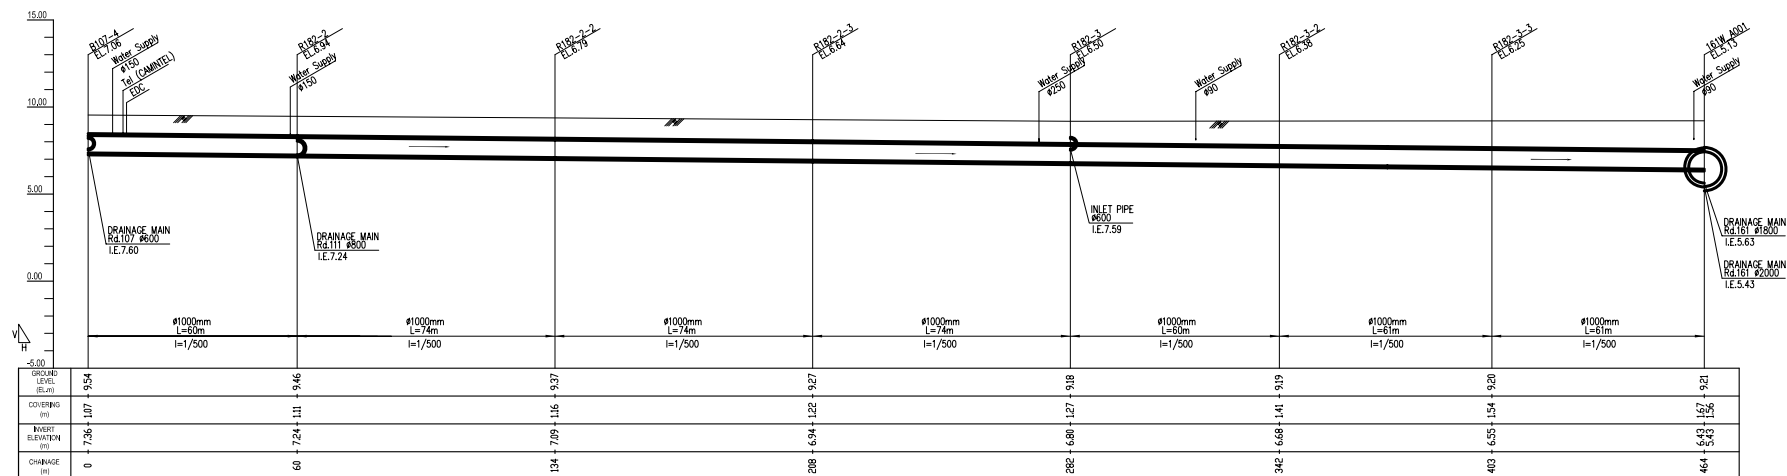 15.00
10.00
5.00
0.00
-5.00
V
H
R107-4
EL.7.06
Water Supply
ø150
Tel (CAMINTEL)
EDC
R182-2
EL.6.94
Water Supply
ø150
R182-2-2
EL.6.79
R182-2-3
EL.6.64
Water Supply
ø250
R182-3
EL.6.50
Water Supply
ø90
R182-3-2
EL.6.38
R182-3-3
EL.6.25
161W_A001
EL.5.13
Water Supply
ø90
DRAINAGE MAIN
Rd.107 ø600
I.E.7.60
DRAINAGE MAIN
Rd.111 ø800
I.E.7.24
INLET PIPE
ø600
I.E.7.59
DRAINAGE MAIN
Rd.161 ø1800
I.E.5.63
DRAINAGE MAIN
Rd.161 ø2000
I.E.5.43
ø1000mm
L=60m
I=1/500
ø1000mm
L=74m
I=1/500
ø1000mm
L=74m
I=1/500
ø1000mm
L=74m
I=1/500
ø1000mm
L=60m
I=1/500
ø1000mm
L=61m
I=1/500
ø1000mm
L=61m
I=1/500
GROUND
LEVEL
(EL.m)
9.54 9.46 9.37 9.27 9.18 9.19 9.20 9.21
COVERING
(m)
1.07 1.11 1.16 1.22 1.27 1.41 1.54 1.67
1.56
INVERT
ELEVATION
(m)
7.36 7.24 7.09 6.94 6.80 6.68 6.55 6.43
5.43
CHAINAGE
(m)
0 60 134 208 282 342 403 464